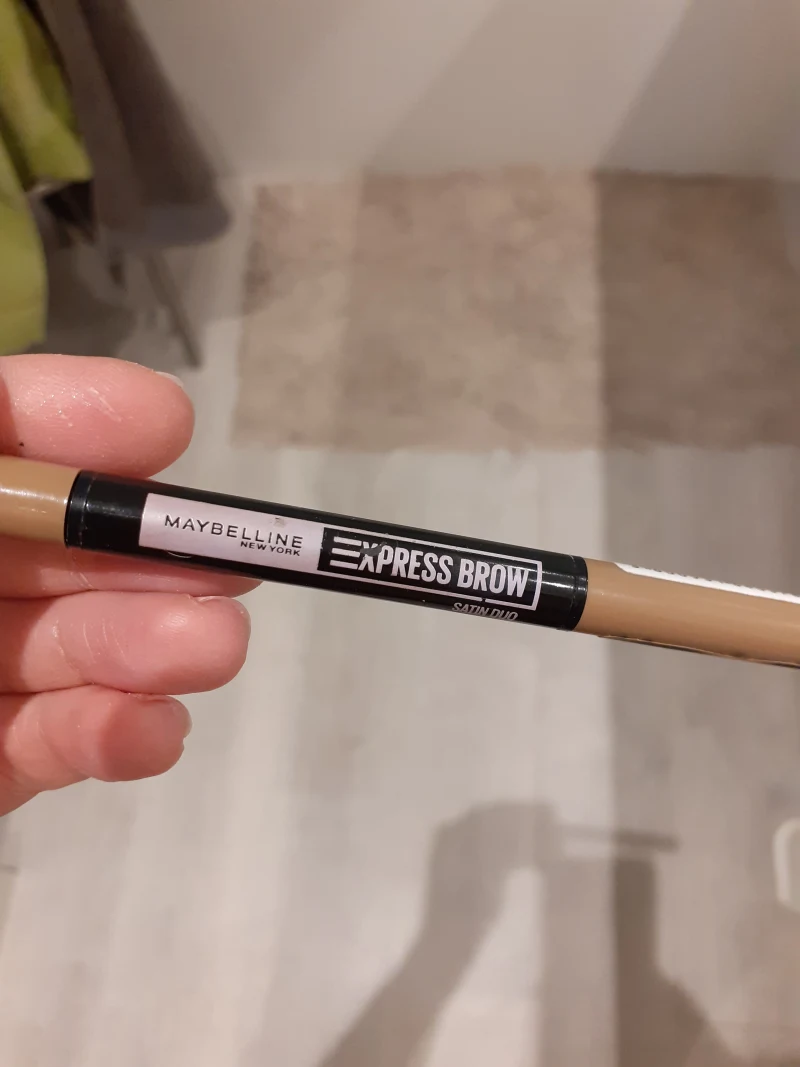 MAYBELLINE
NEW YORK
EXPRESS BROW
SATIN DUO